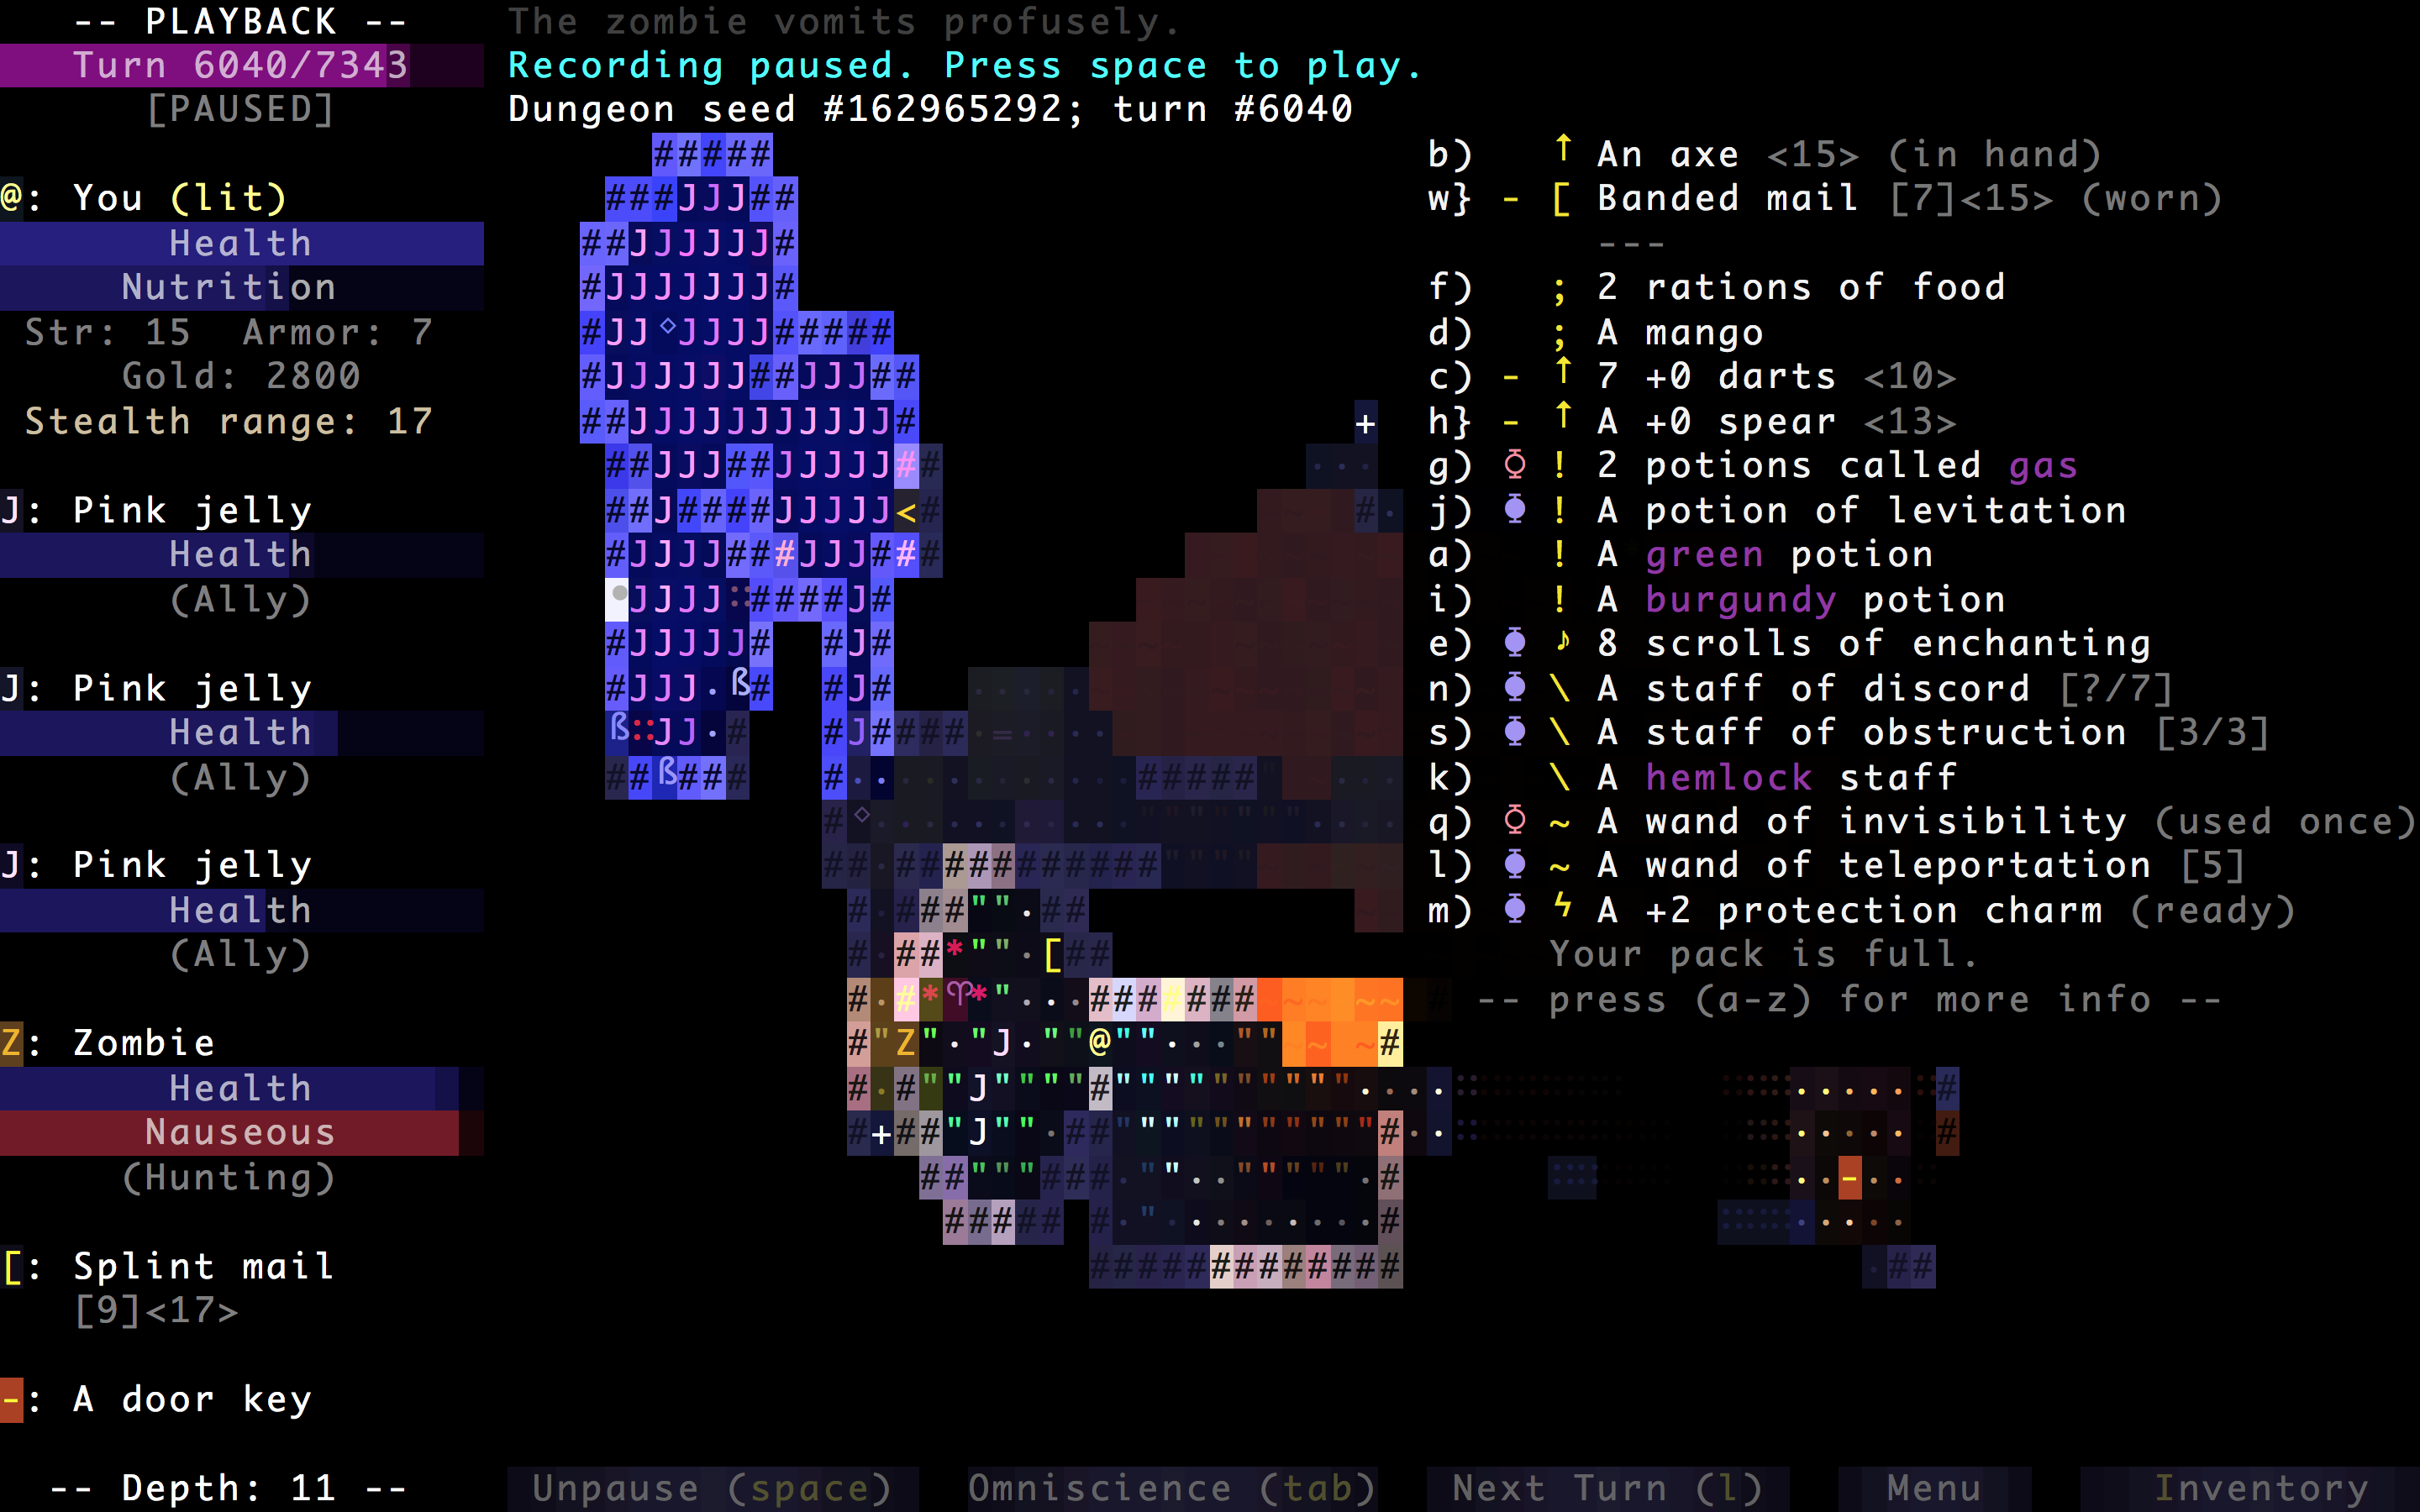 -- PLAYBACK --
Turn 6040/7343
[PAUSED]
@: You (lit)
Health
Nutrition
Str: 15 Armor: 7
Gold: 2800
Stealth range: 17
J: Pink jelly
Health
(Ally)
J: Pink jelly
Health
(Ally)
J: Pink jelly
Health
(Ally)
Z: Zombie
Health
Nauseous
(Hunting)
[: Splint mail
[9]<17>
-: A door key
-- Depth: 11 --
The zombie vomits profusely.
Recording paused. Press space to play.
Dungeon seed #162965292; turn #6040
b) ↑ An axe <15> (in hand)
w} - [ Banded mail [7]<15> (worn)
---
f) ; 2 rations of food
d) ; A mango
c) - ↑ 7 +0 darts <10>
h} - ↑ A +0 spear <13>
g) ! 2 potions called gas
j) ! A potion of levitation
a) ! A green potion
i) ! A burgundy potion
e) ♪ 8 scrolls of enchanting
n) \ A staff of discord [?/7]
s) \ A staff of obstruction [3/3]
k) \ A hemlock staff
q) ~ A wand of invisibility (used once)
l) ~ A wand of teleportation [5]
m) ϟ A +2 protection charm (ready)
Your pack is full.
-- press (a-z) for more info --
Unpause (space) Omniscience (tab) Next Turn (l) Menu Inventory